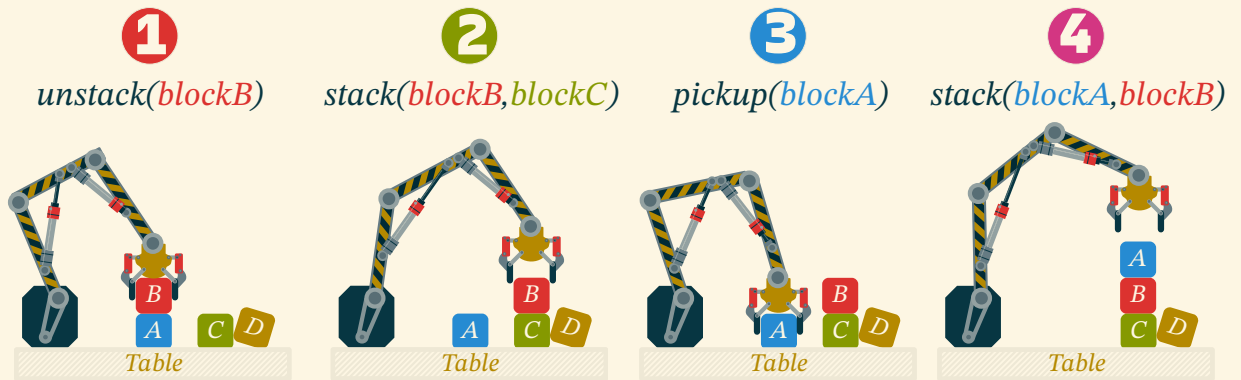 1
unstack(blockB)
B
A
C
D
Table
2
stack(blockB,blockC)
B
A
C
D
Table
3
pickup(blockA)
B
A
C
D
Table
4
stack(blockA,blockB)
A
B
C
D
Table